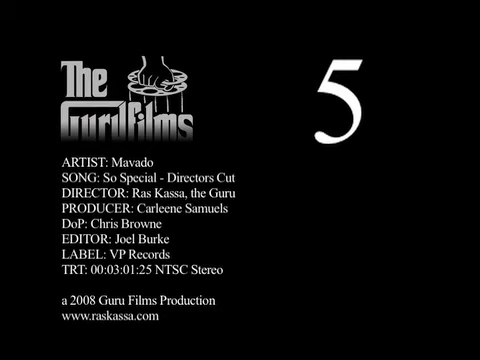 The
Gurufilms
5
ARTIST: Mavado
SONG: So Special - Directors Cut
DIRECTOR: Ras Kassa, the Guru
PRODUCER: Carleene Samuels
DoP: Chris Browne
EDITOR: Joel Burke
LABEL: VP Records
TRT: 00:03:01:25 NTSC Stereo
a 2008 Guru Films Production
www.raskassa.com